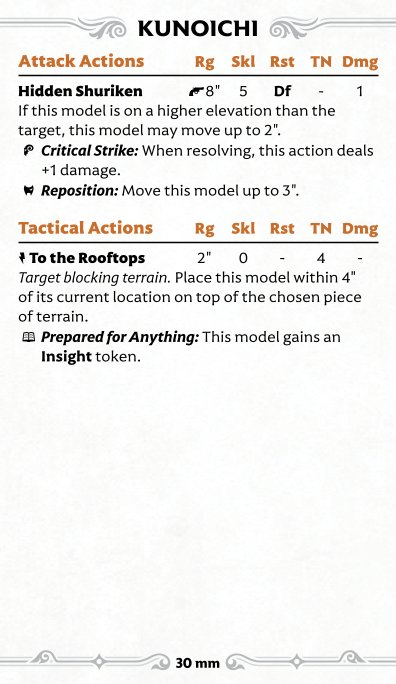 KUNOICHI
Attack Actions Rg Skl Rst TN Dmg
Hidden Shuriken 8" 5 Df - 1
If this model is on a higher elevation than the
target, this model may move up to 2".
Critical Strike: When resolving, this action deals
+1 damage.
Reposition: Move this model up to 3".
Tactical Actions Rg Skl Rst TN Dmg
To the Rooftops 2" 0 - 4 -
Target blocking terrain. Place this model within 4"
of its current location on top of the chosen piece
of terrain.
Prepared for Anything: This model gains an
Insight token.
30 mm